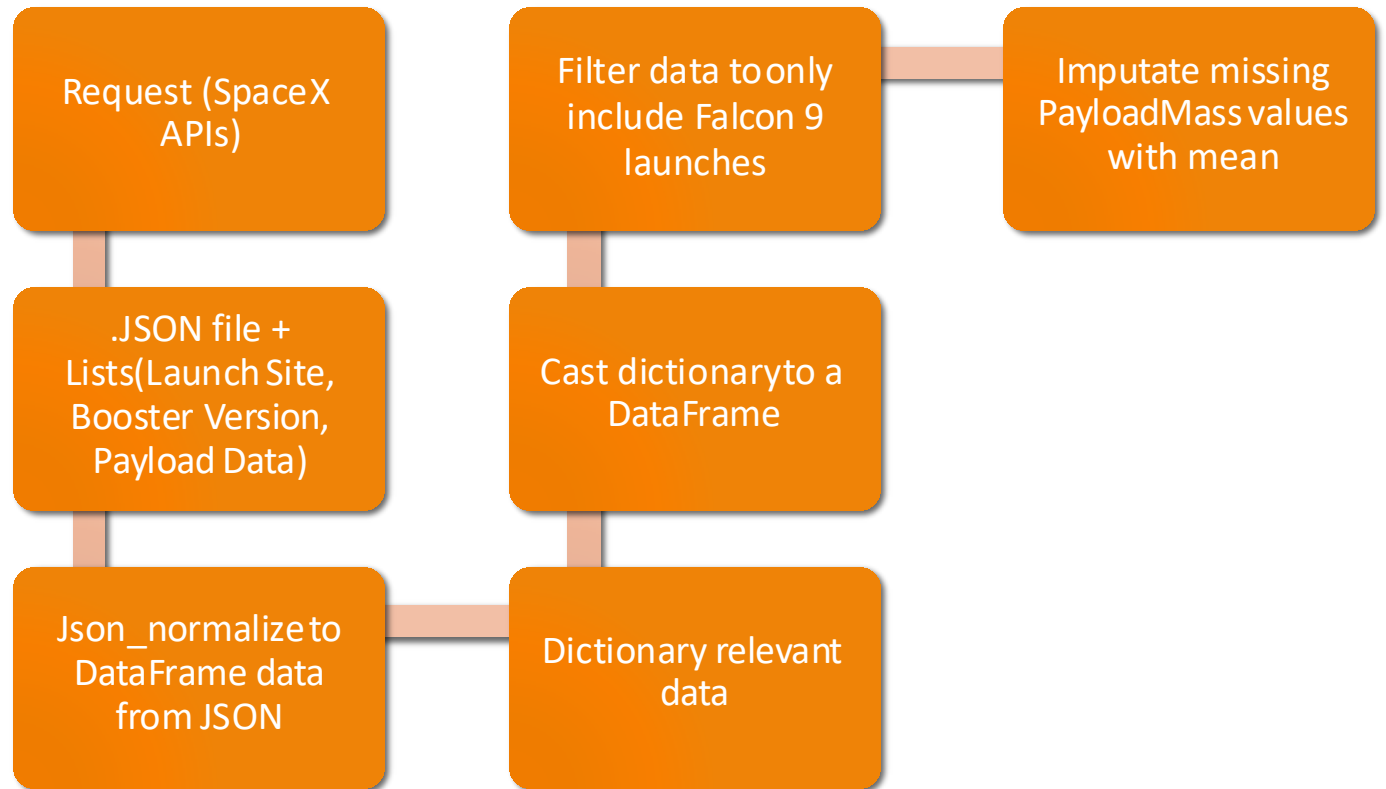 Request (SpaceX
APIs)
.JSON file +
Lists(Launch Site,
Booster Version,
Payload Data)
Json_normalize to
DataFrame data
from JSON
Dictionary relevant
data
Cast dictionary to a
DataFrame
Filter data to only
include Falcon 9
launches
Imputate missing
PayloadMass values
with mean